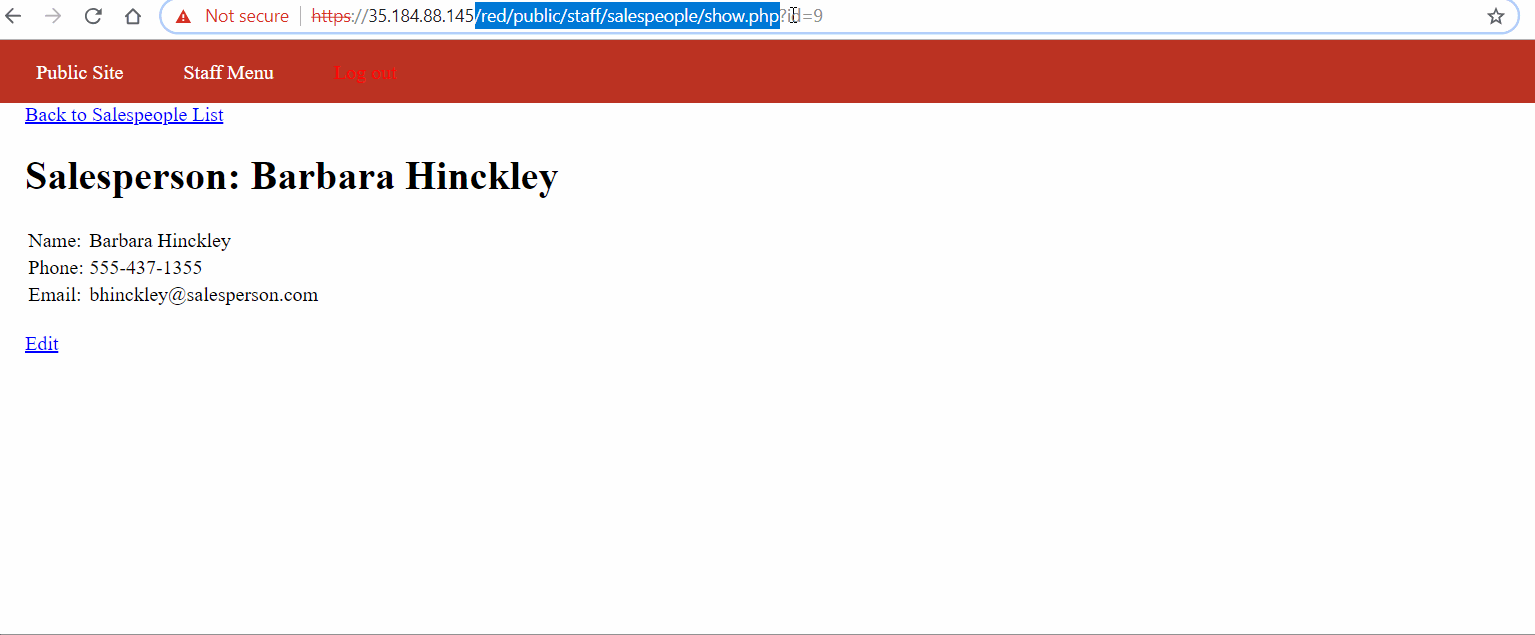 Not secure | https://35.184.88.145/red/public/staff/salespeople/show.php?id=9
Public Site Staff Menu Log out
Back to Salespeople List
Salesperson: Barbara Hinckley
Name: Barbara Hinckley
Phone: 555-437-1355
Email: bhinckley@salesperson.com
Edit